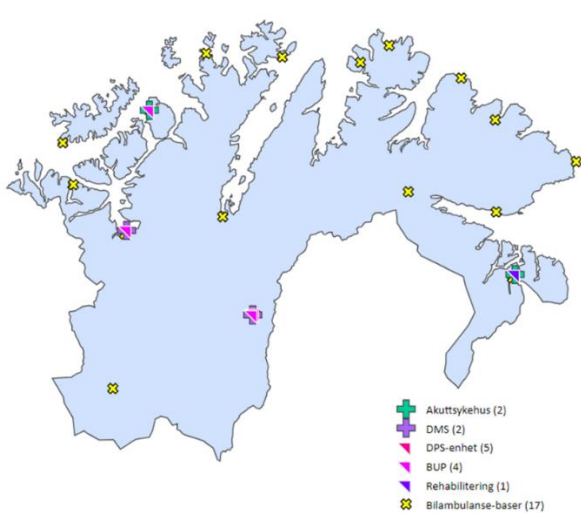 Akuttsykehus (2)
DMS (2)
DPS-enhet (5)
BUP (4)
Rehabilitering (1)
Bilambulanse-baser (17)